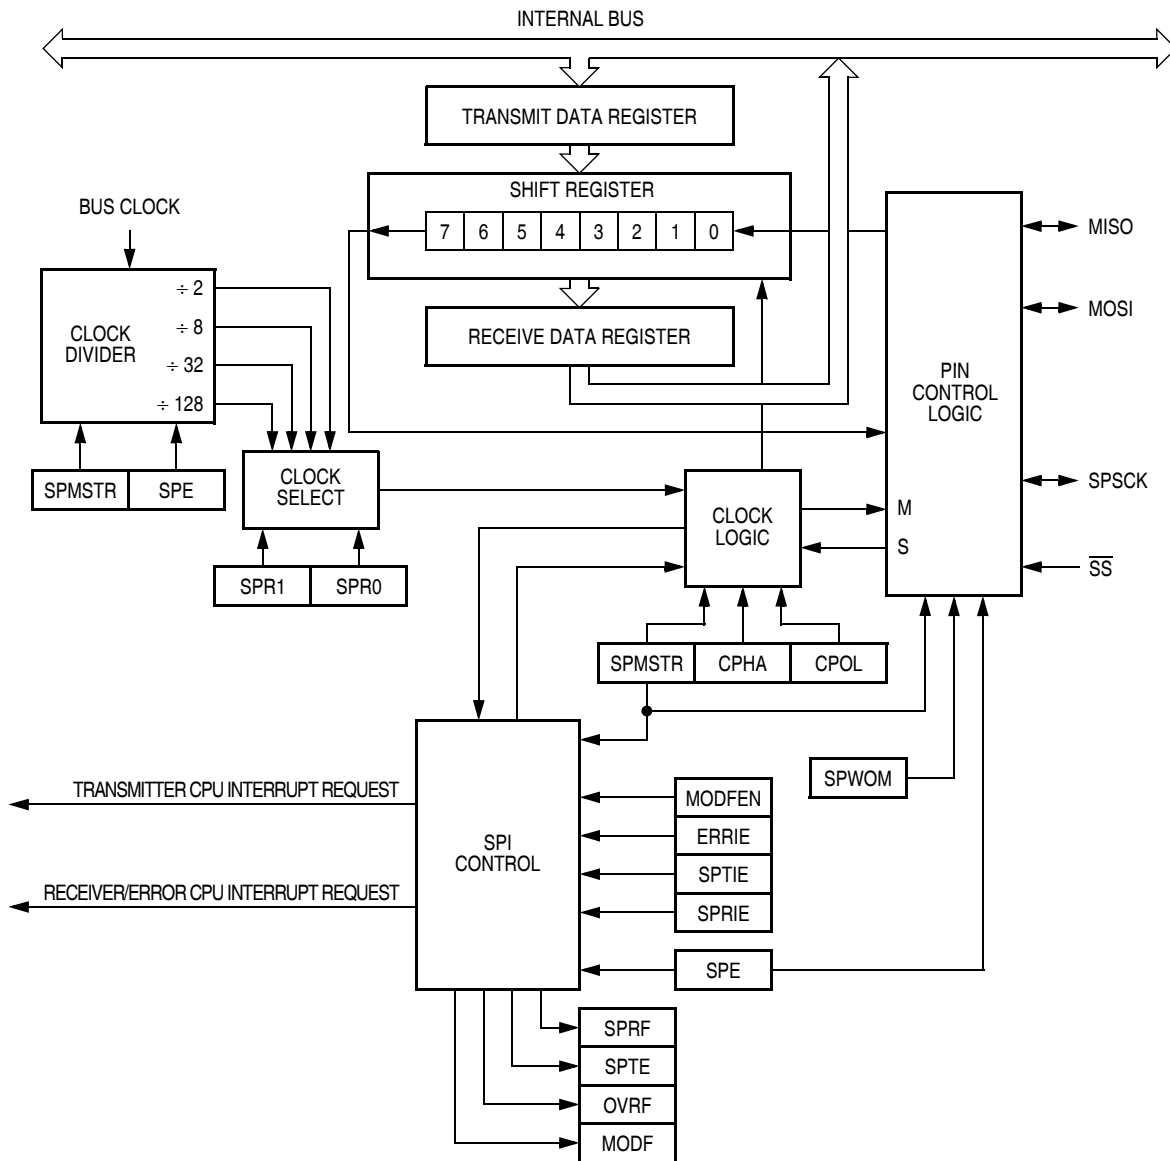 INTERNAL BUS
TRANSMIT DATA REGISTER
SHIFT REGISTER
7 6 5 4 3 2 1 0
RECEIVE DATA REGISTER
BUS CLOCK
CLOCK
DIVIDER
÷ 2
÷ 8
÷ 32
÷ 128
SPMSTR SPE
CLOCK
SELECT
SPR1 SPR0
CLOCK
LOGIC
SPMSTR CPHA CPOL
PIN
CONTROL
LOGIC
M
S
MISO
MOSI
SPSCK
SS
SPWOM
TRANSMITTER CPU INTERRUPT REQUEST
RECEIVER/ERROR CPU INTERRUPT REQUEST
SPI
CONTROL
MODFEN
ERRIE
SPTIE
SPRIE
SPE
SPRF
SPTE
OVRF
MODF